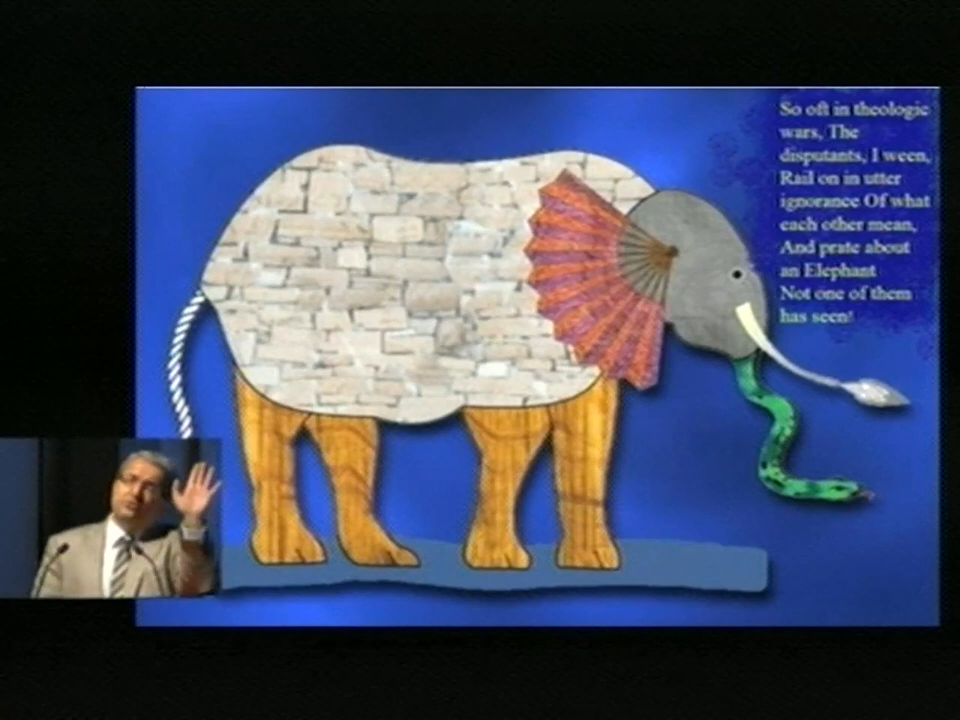 So oft in theologic
wars, The
disputants, I ween,
Rail on in utter
ignorance Of what
each other mean,
And prate about
an Elephant
Not one of them
has seen!